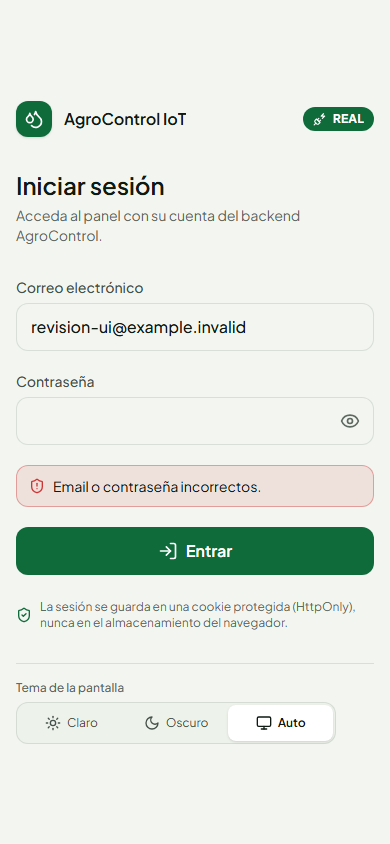 AgroControl IoT
REAL
Iniciar sesión
Acceda al panel con su cuenta del backend
AgroControl.
Correo electrónico
revision-ui@example.invalid
Contraseña
Email o contraseña incorrectos.
Entrar
La sesión se guarda en una cookie protegida (HttpOnly),
nunca en el almacenamiento del navegador.
Tema de la pantalla
Claro
Oscuro
Auto